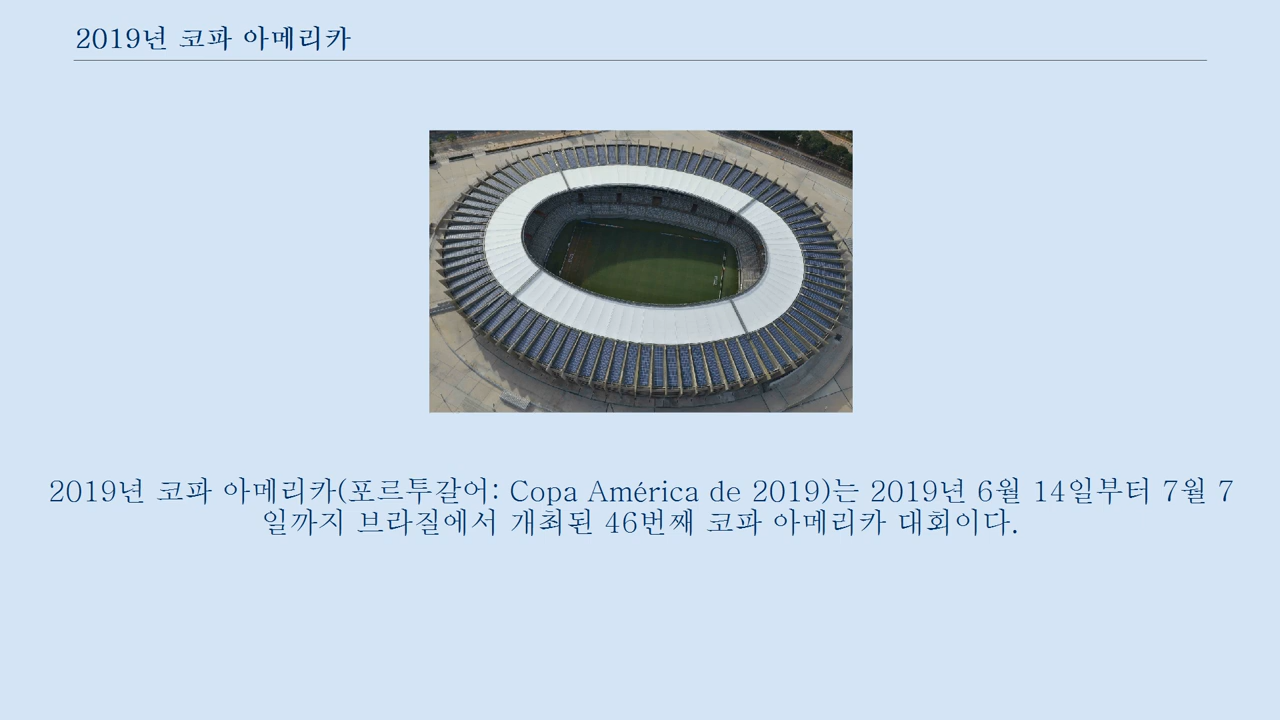 2019년 코파 아메리카
2019년 코파 아메리카(포르투갈어: Copa América de 2019)는 2019년 6월 14일부터 7월 7
일까지 브라질에서 개최된 46번째 코파 아메리카 대회이다.